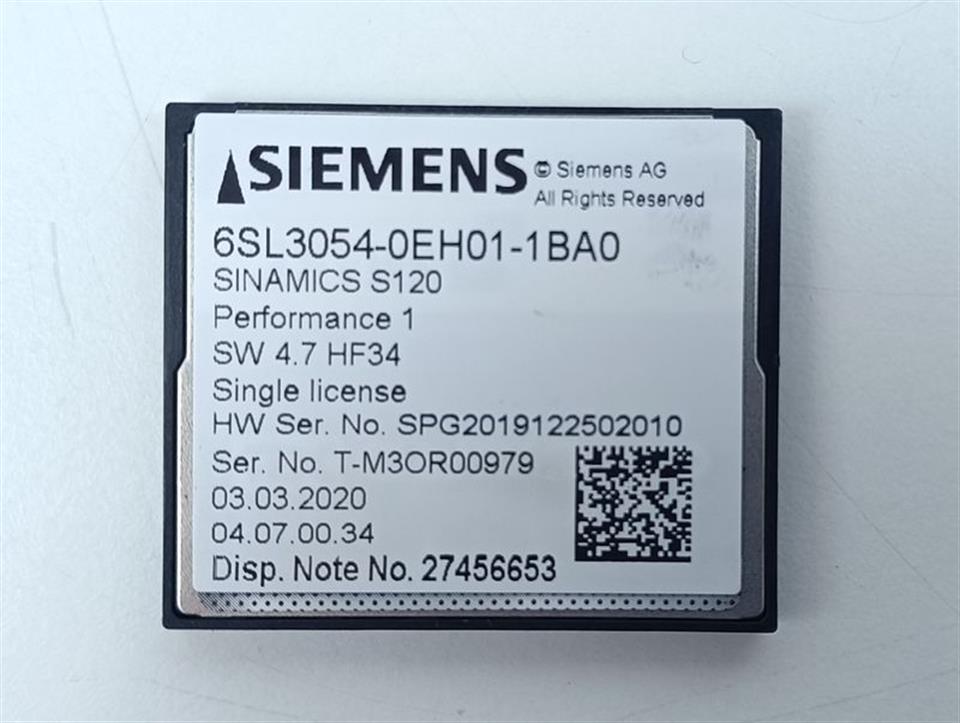 SIEMENS © Siemens AG
All Rights Reserved
6SL3054-0EH01-1BA0
SINAMICS S120
Performance 1
SW 4.7 HF34
Single license
HW Ser. No. SPG2019122502010
Ser. No. T-M3OR00979
03.03.2020
04.07.00.34
Disp. Note No. 27456653